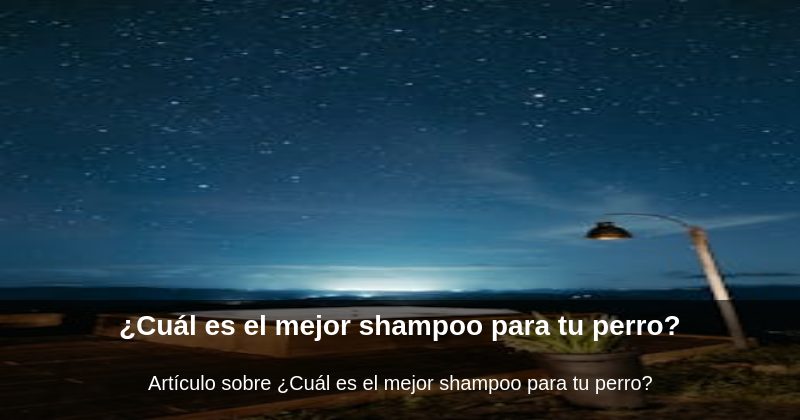 ¿Cuál es el mejor shampoo para tu perro?
Artículo sobre ¿Cuál es el mejor shampoo para tu perro?